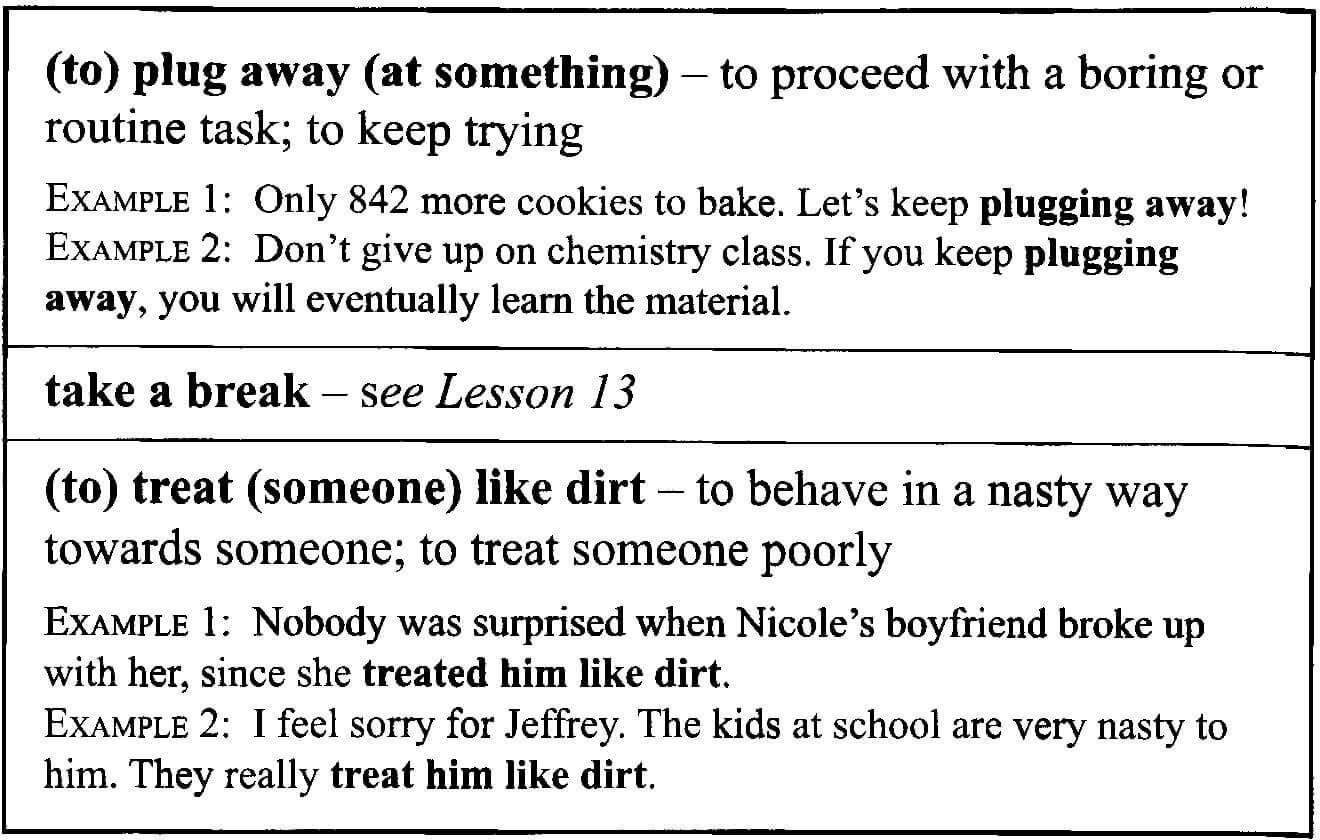 (to) plug away (at something) – to proceed with a boring or
routine task; to keep trying
EXAMPLE 1: Only 842 more cookies to bake. Let's keep plugging away!
EXAMPLE 2: Don't give up on chemistry class. If you keep plugging
away, you will eventually learn the material.
take a break – see Lesson 13
(to) treat (someone) like dirt – to behave in a nasty way
towards someone; to treat someone poorly
EXAMPLE 1: Nobody was surprised when Nicole's boyfriend broke up
with her, since she treated him like dirt.
EXAMPLE 2: I feel sorry for Jeffrey. The kids at school are very nasty to
him. They really treat him like dirt.